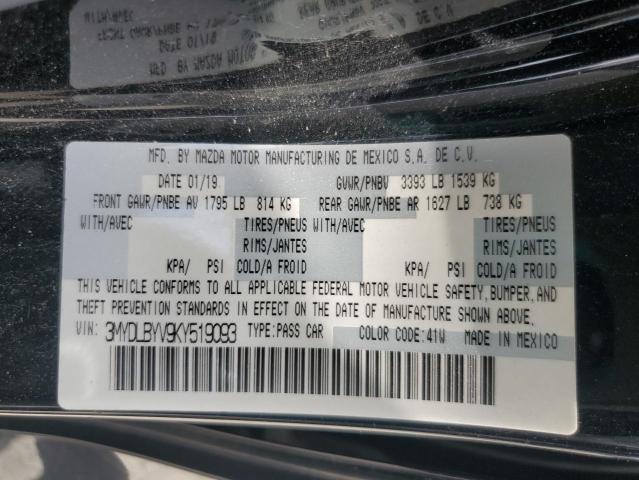 MFD. BY MAZDA MOTOR MANUFACTURING DE MEXICO S.A. DE C.V.
DATE 01/19 GVWR/PNBV 3393 LB 1539 KG
FRONT GAWR/PNBE AV 1795 LB 814 KG REAR GAWR/PNBE AR 1627 LB 738 KG
WITH/AVEC TIRES/PNEUS WITH/AVEC TIRES/PNEUS
RIMS/JANTES RIMS/JANTES
KPA/ PSI COLD/A FROID KPA/ PSI COLD/A FROID
THIS VEHICLE CONFORMS TO ALL APPLICABLE FEDERAL MOTOR VEHICLE SAFETY, BUMPER, AND
THEFT PREVENTION STANDARDS IN EFFECT ON THE DATE OF MANUFACTURE SHOWN ABOVE.
VIN: 3MYDLBYV9KY519093 TYPE:PASS CAR COLOR CODE:41W MADE IN MEXICO